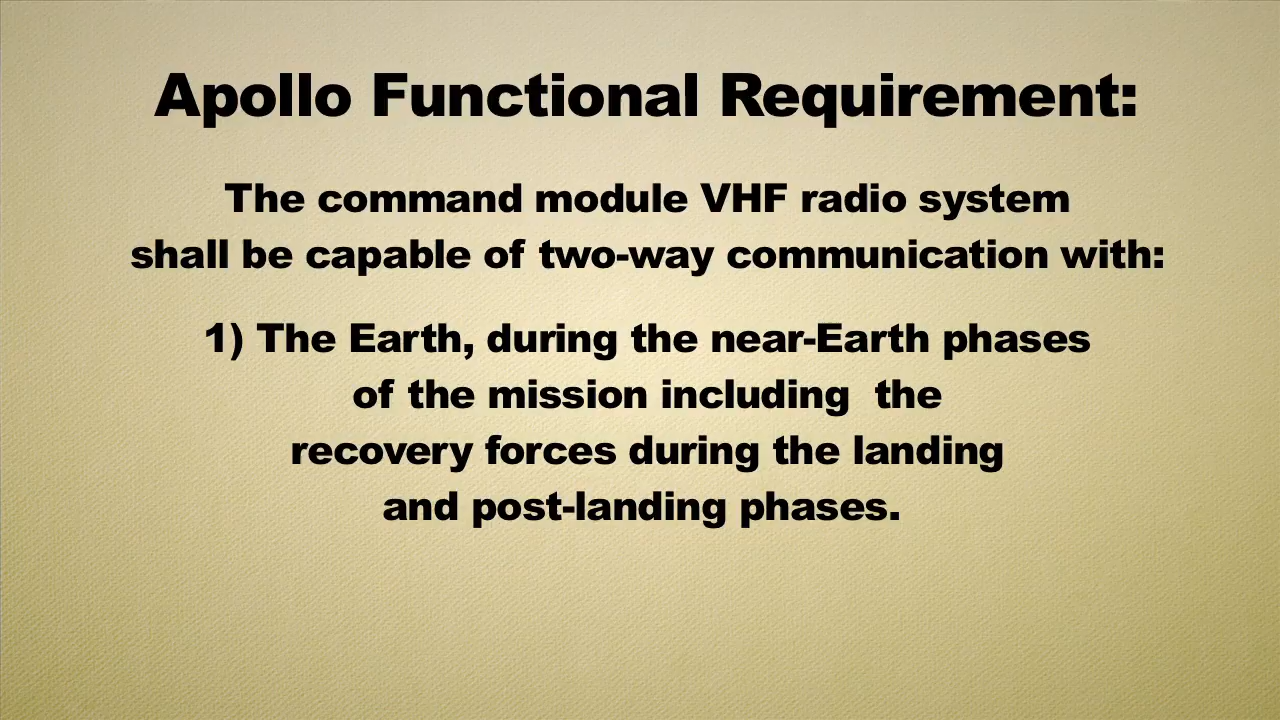 Apollo Functional Requirement:
The command module VHF radio system
shall be capable of two-way communication with:
1) The Earth, during the near-Earth phases
of the mission including  the
recovery forces during the landing
and post-landing phases.